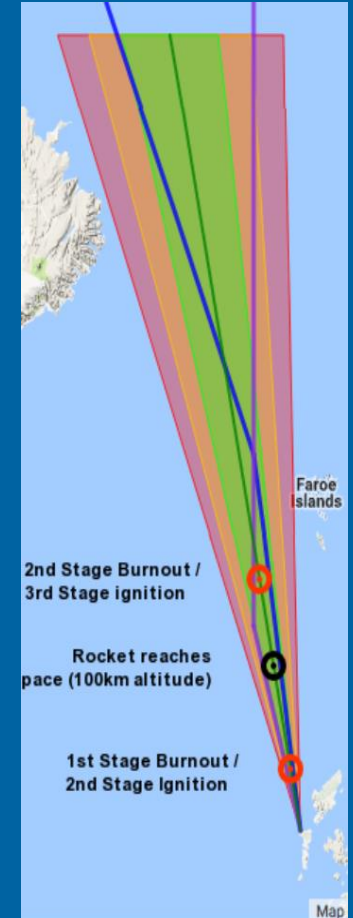 Faroe
Islands
2nd Stage Burnout /
3rd Stage ignition
Rocket reaches
pace (100km altitude)
1st Stage Burnout /
2nd Stage Ignition
Map